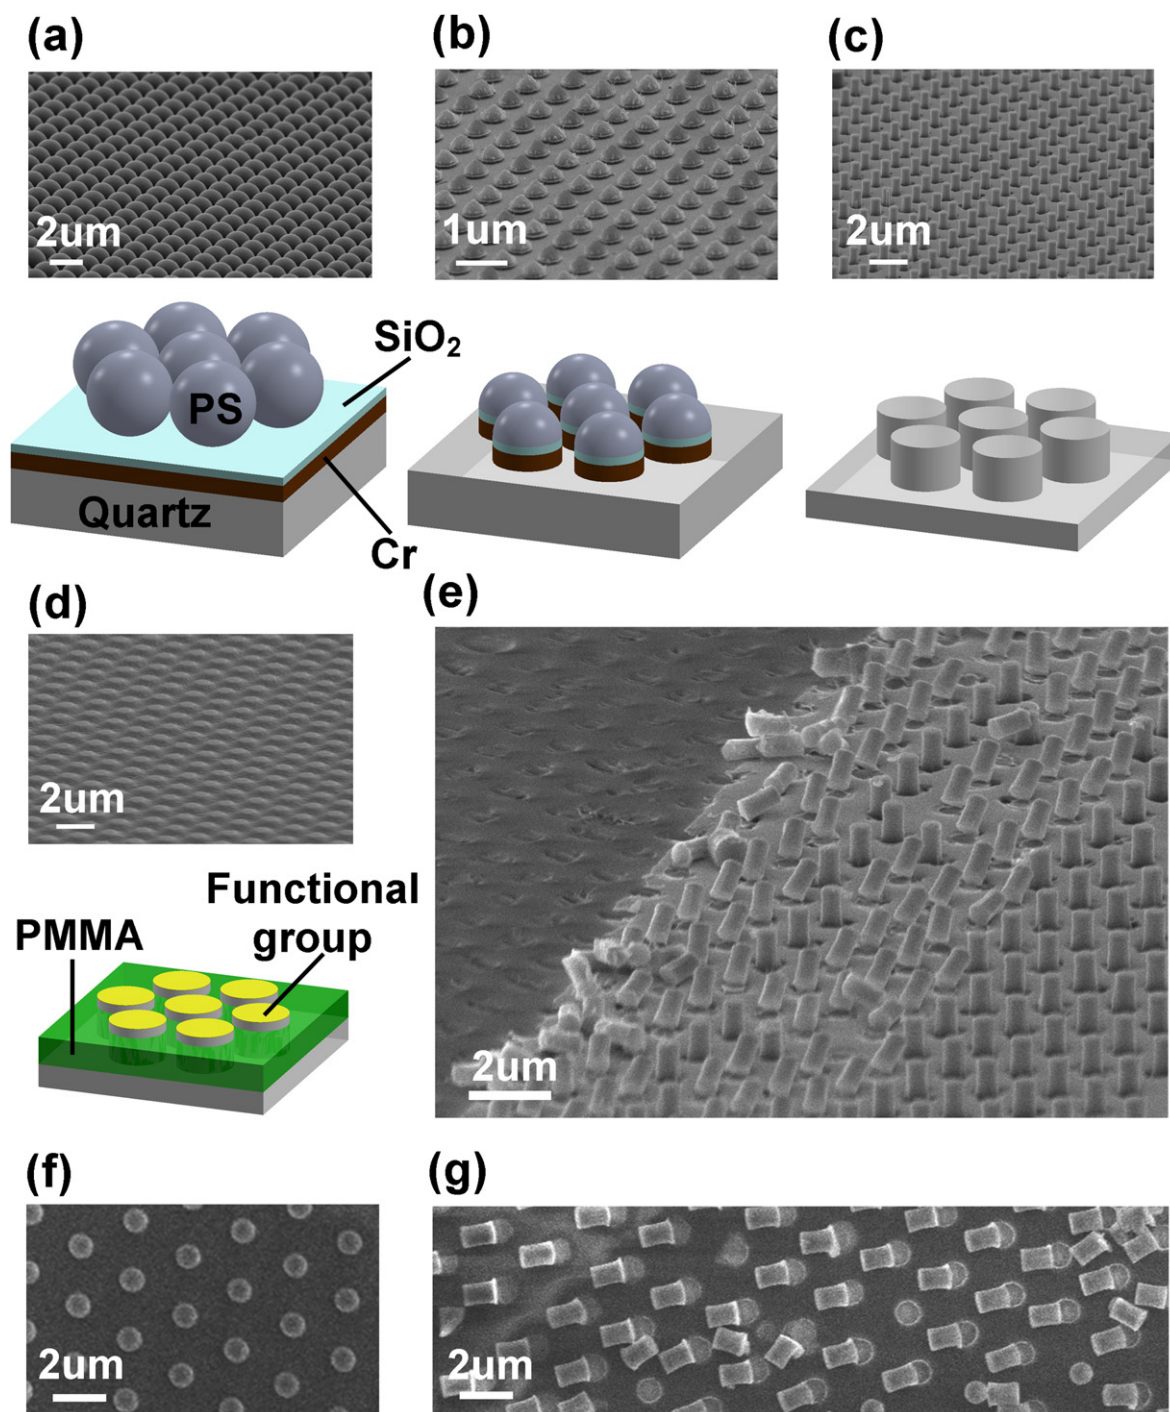 (a)
(b)
(c)
2um
1um
2um
SiO₂
PS
Quartz
Cr
(d)
(e)
2um
Functional
group
PMMA
2um
(f)
(g)
2um
2um